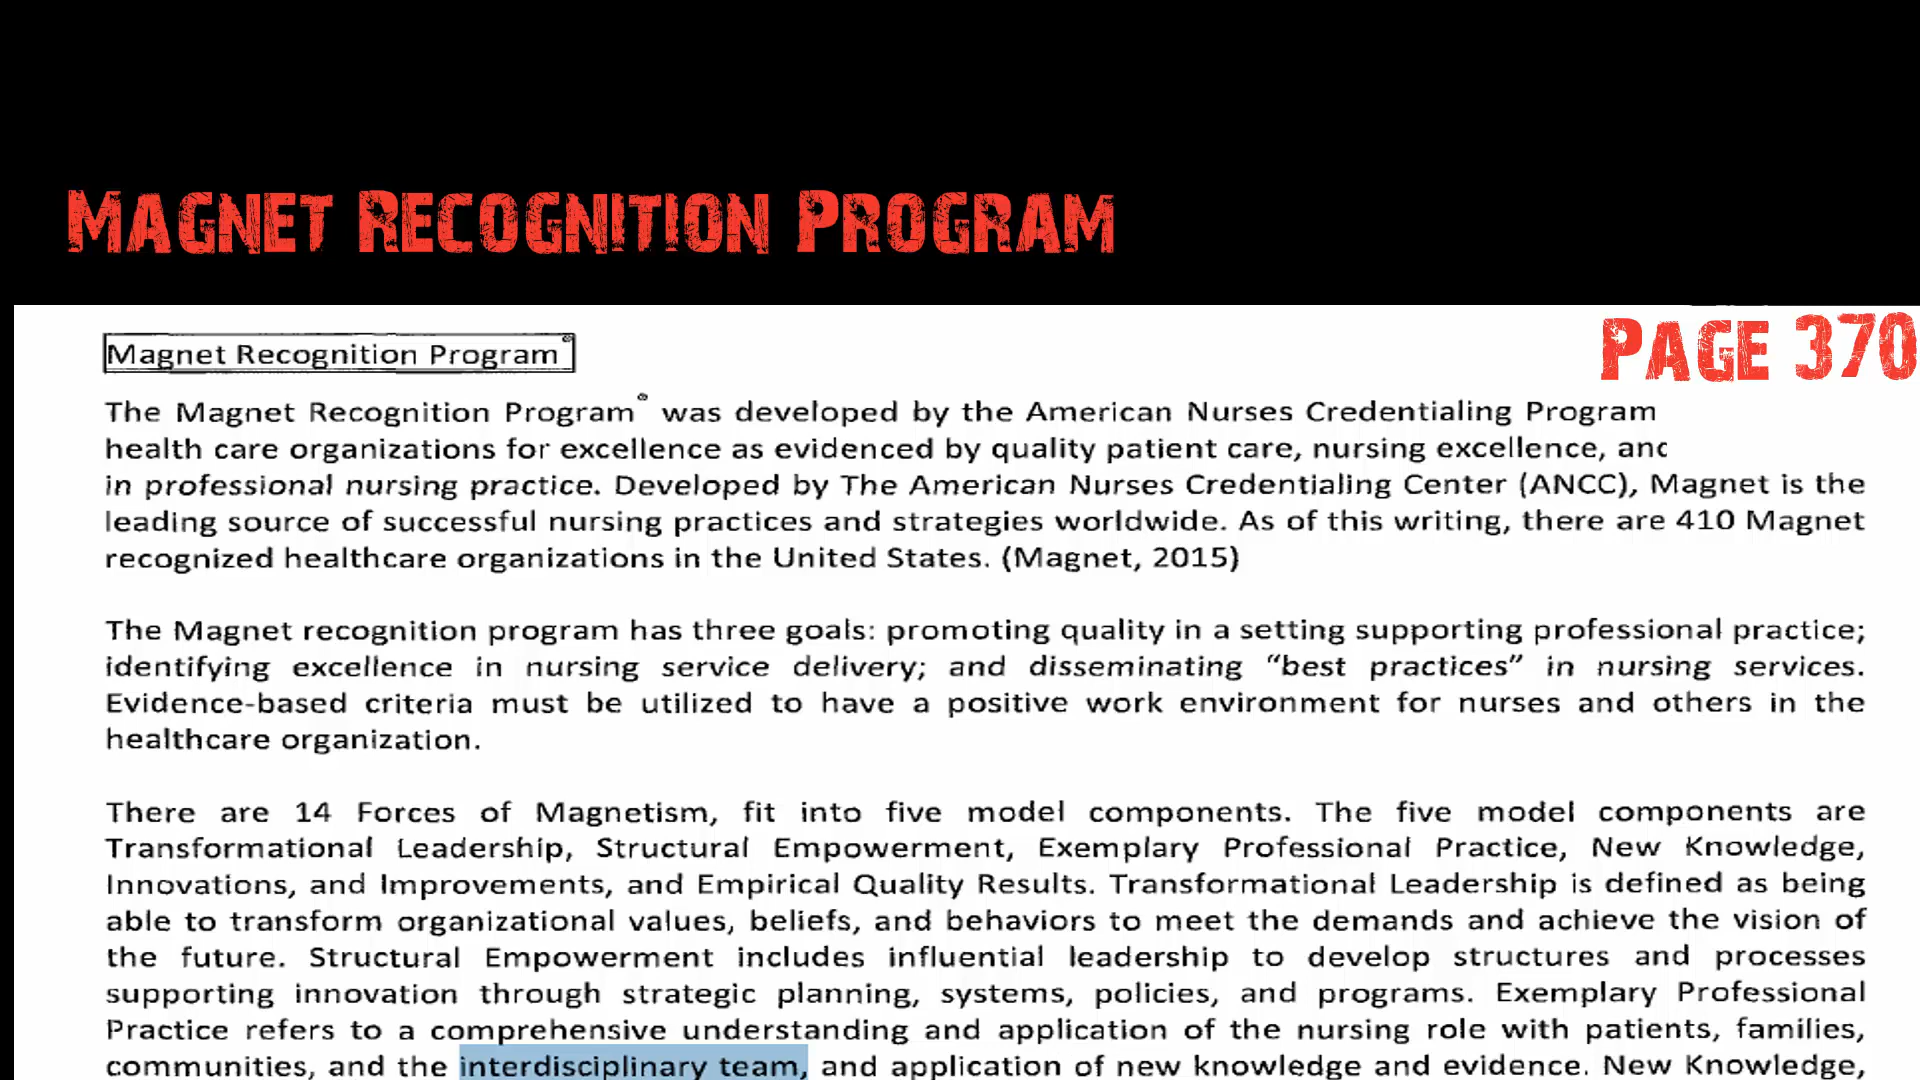 Magnet Recognition Program
Page 370
Magnet Recognition Program®
The Magnet Recognition Program® was developed by the American Nurses Credentialing Program
health care organizations for excellence as evidenced by quality patient care, nursing excellence,
in professional nursing practice. Developed by The American Nurses Credentialing Center (ANCC), Magnet is the
leading source of successful nursing practices and strategies worldwide. As of this writing, there are 410 Magnet
recognized healthcare organizations in the United States. (Magnet, 2015)
The Magnet recognition program has three goals: promoting quality in a setting supporting professional practice;
identifying excellence in nursing service delivery; and disseminating “best practices” in nursing services.
Evidence-based criteria must be utilized to have a positive work environment for nurses and others in the
healthcare organization.
There are 14 Forces of Magnetism, fit into five model components. The five model components are
Transformational Leadership, Structural Empowerment, Exemplary Professional Practice, New Knowledge,
Innovations, and Improvements, and Empirical Quality Results. Transformational Leadership is defined as being
able to transform organizational values, beliefs, and behaviors to meet the demands and achieve the vision of
the future. Structural Empowerment includes influential leadership to develop structures and processes
supporting innovation through strategic planning, systems, policies, and programs. Exemplary Professional
Practice refers to a comprehensive understanding and application of the nursing role with patients, families,
communities, and the interdisciplinary team, and application of new knowledge and evidence. New Knowledge,